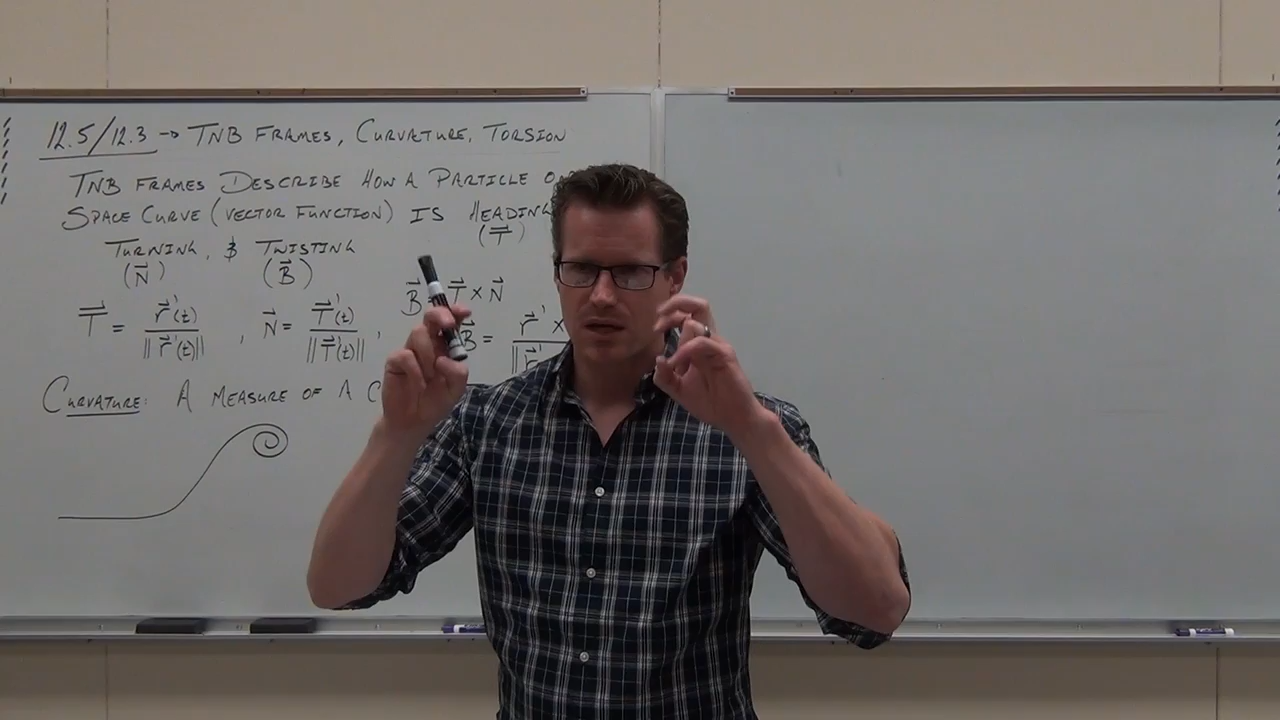 12.5/12.3 → TNB FRAMES, CURVATURE, TORSION
TNB FRAMES DESCRIBE HOW A PARTICLE
SPACE CURVE (VECTOR FUNCTION) IS HEADING
TURNING, & TWISTING (T⃗)
(N⃗) (B⃗)
B⃗ T⃗ × N⃗
T⃗ = r⃗'(t) / ||r⃗'(t)|| , N⃗ = T⃗'(t) / ||T⃗'(t)|| , B⃗ = r⃗' × / ||r⃗'
CURVATURE: A MEASURE OF A